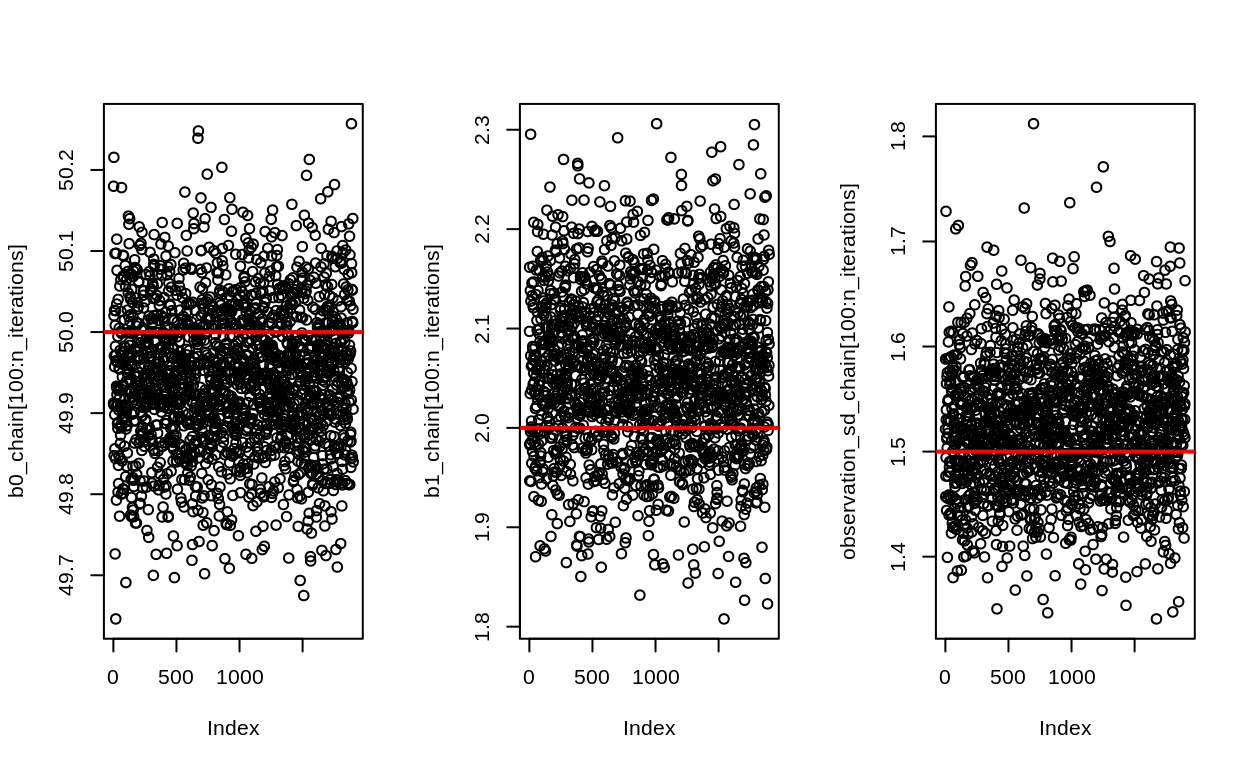 b0_chain[100:n_iterations]
50.2
50.1
50.0
49.9
49.8
49.7
0 500 1000
Index
b1_chain[100:n_iterations]
2.3
2.2
2.1
2.0
1.9
1.8
0 500 1000
Index
observation_sd_chain[100:n_iterations]
1.8
1.7
1.6
1.5
1.4
0 500 1000
Index